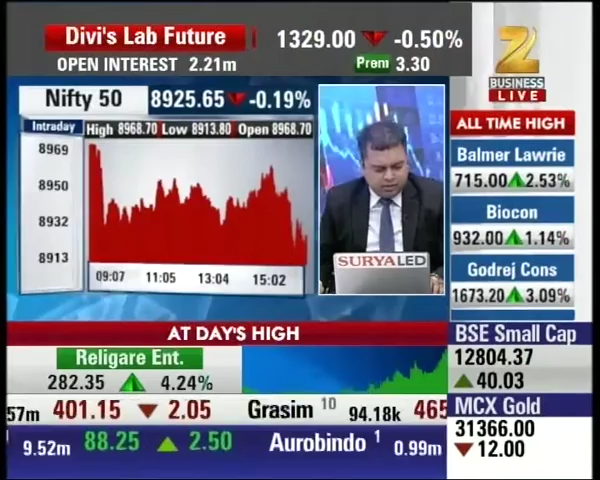 Divi's Lab Future
1329.00 -0.50%
OPEN INTEREST 2.21m
Prem 3.30
Z
BUSINESS
LIVE
Nifty 50 8925.65 -0.19%
Intraday High 8968.70 Low 8913.80 Open 8968.70
8969
8950
8932
8913
09:07 11:05 13:04 15:02
SURYA LED
ALL TIME HIGH
Balmer Lawrie
715.00 2.53%
Biocon
932.00 1.14%
Godrej Cons
1673.20 3.09%
AT DAY'S HIGH
Religare Ent.
282.35 4.24%
BSE Small Cap
12804.37
40.03
MCX Gold
31366.00
12.00
57m 401.15 2.05 Grasim 10 94.18k 465
9.52m 88.25 2.50 Aurobindo 1 0.99m